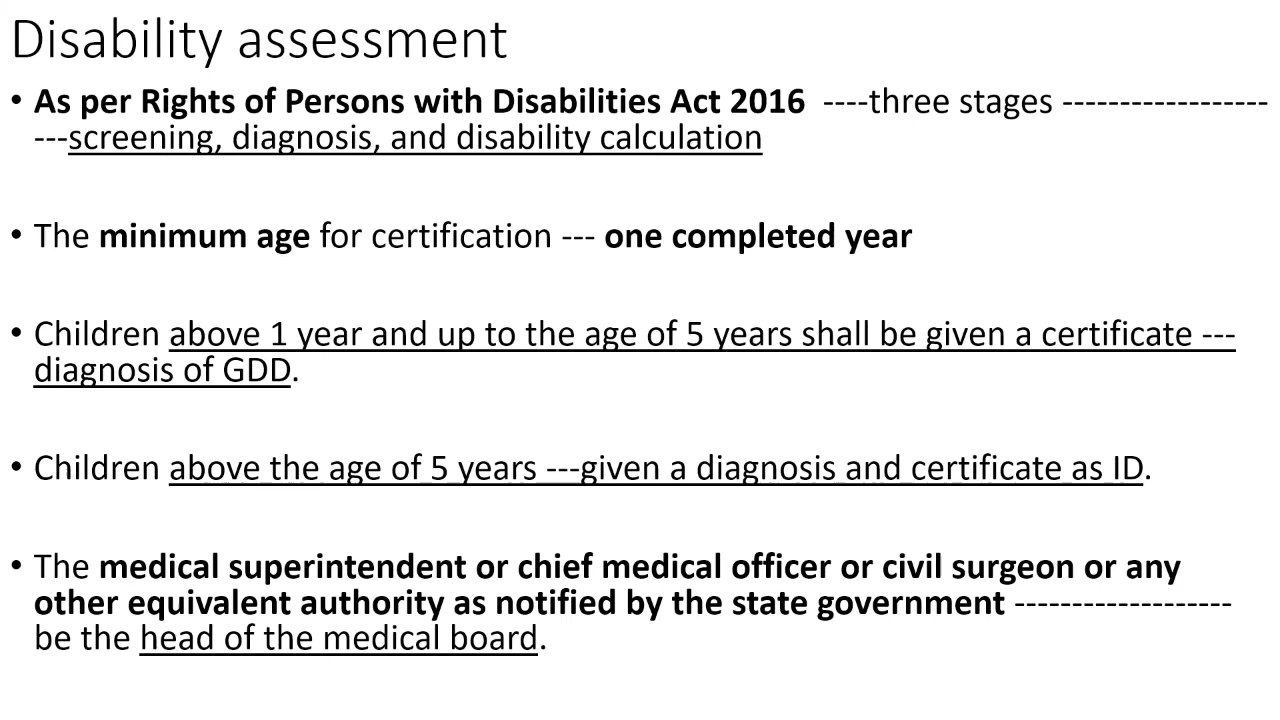 Disability assessment
• As per Rights of Persons with Disabilities Act 2016 ----three stages ------------------
---screening, diagnosis, and disability calculation
• The minimum age for certification --- one completed year
• Children above 1 year and up to the age of 5 years shall be given a certificate ---
diagnosis of GDD.
• Children above the age of 5 years ---given a diagnosis and certificate as ID.
• The medical superintendent or chief medical officer or civil surgeon or any
other equivalent authority as notified by the state government -------------------
be the head of the medical board.